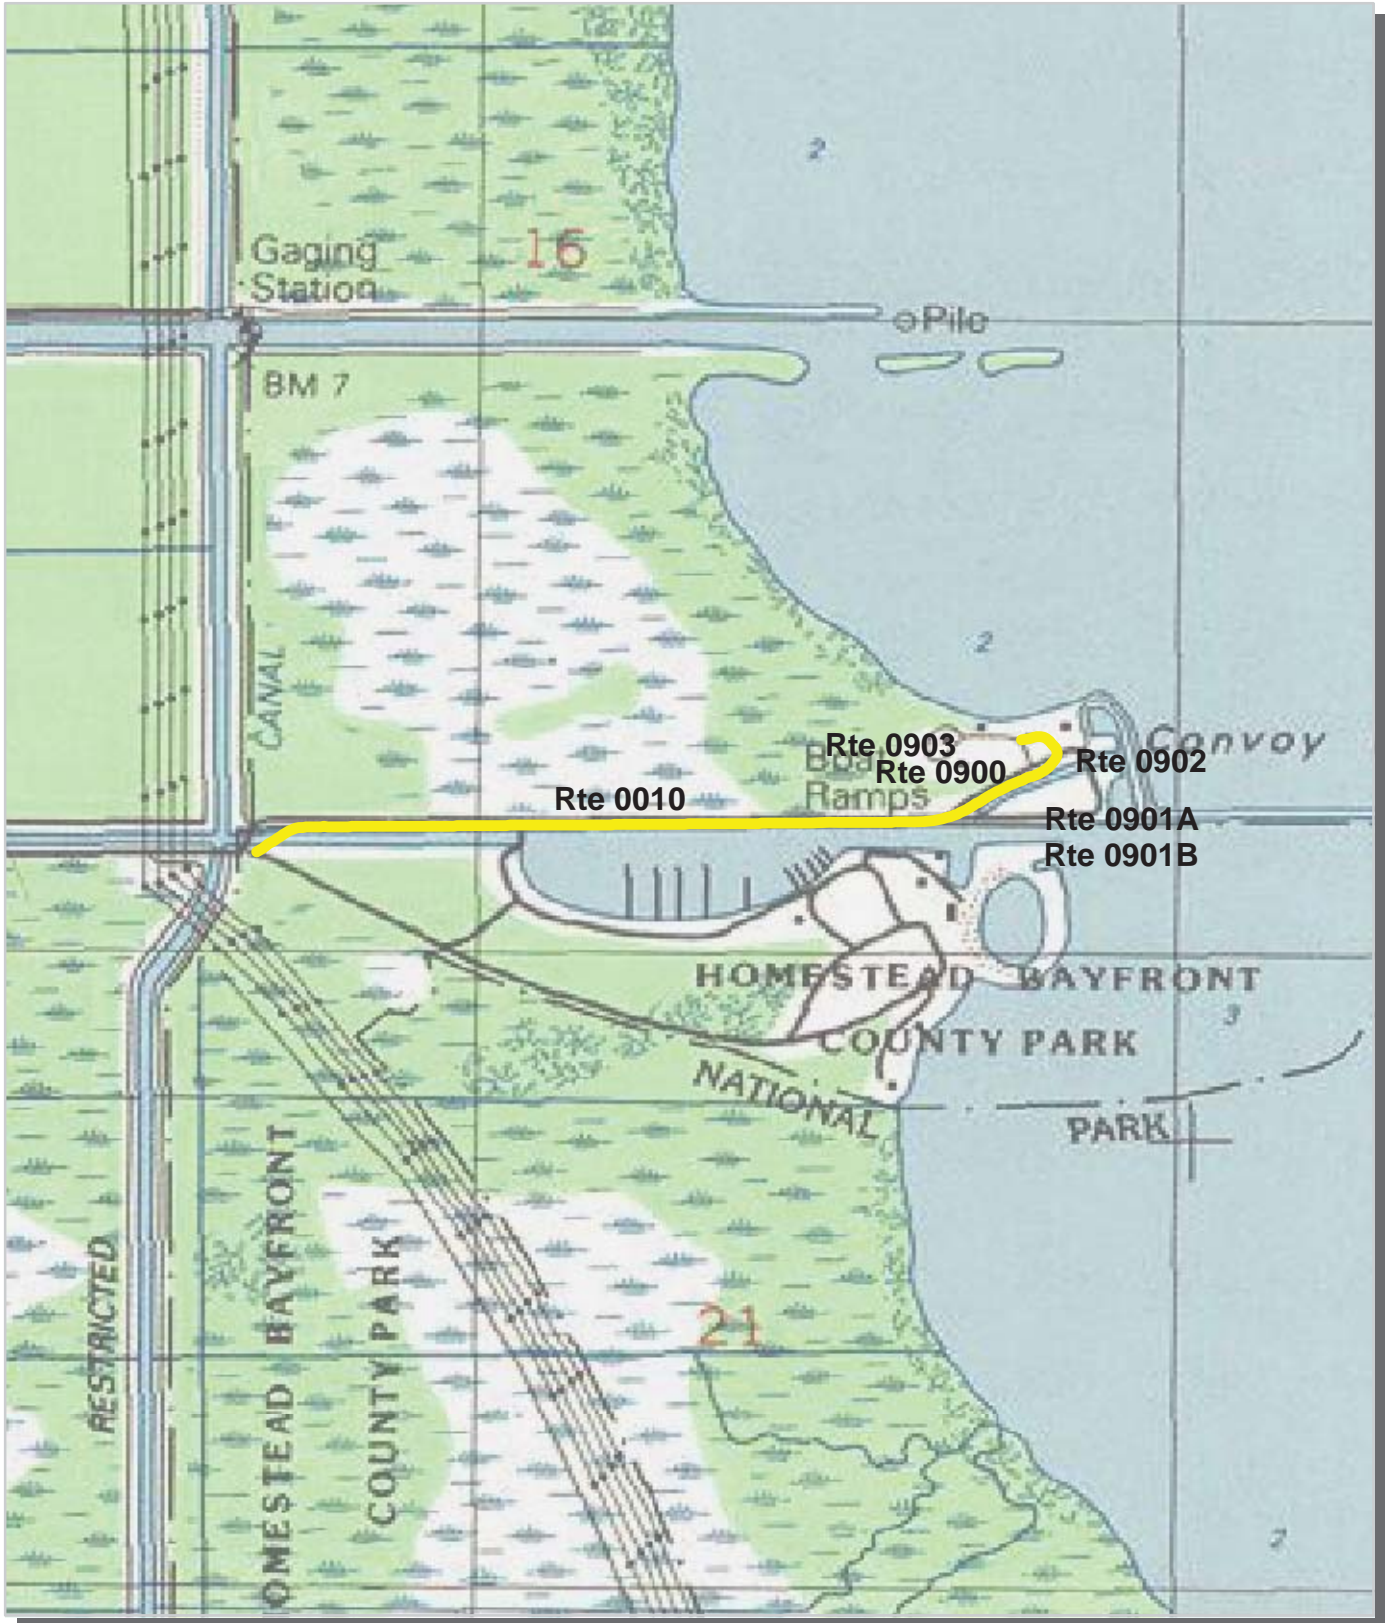 2
Gaging
Station
16
Pile
BM 7
CANAL
2
Convoy
Rte 0903
Boat
Rte 0900
Rte 0902
Ramps
Rte 0010
Rte 0901A
Rte 0901B
HOMESTEAD BAYFRONT
3
COUNTY PARK
NATIONAL
PARK
RESTRICTED
OMESTEAD BAYFRONT
COUNTY PARK
21
2